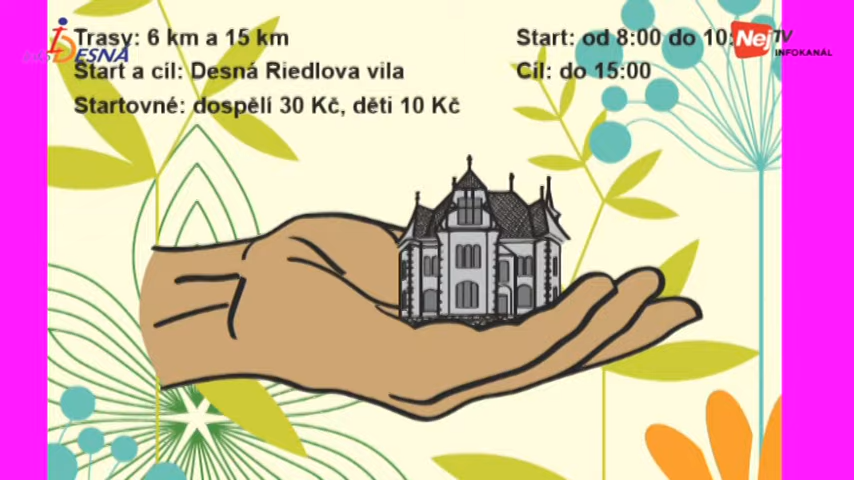 Trasy: 6 km a 15 km
Start a cíl: Desná Riedlova vila
Startovné: dospělí 30 Kč, děti 10 Kč
Start: od 8:00 do 10:
Cíl: do 15:00
DESNÁ
Nej TV
INFOKANÁL